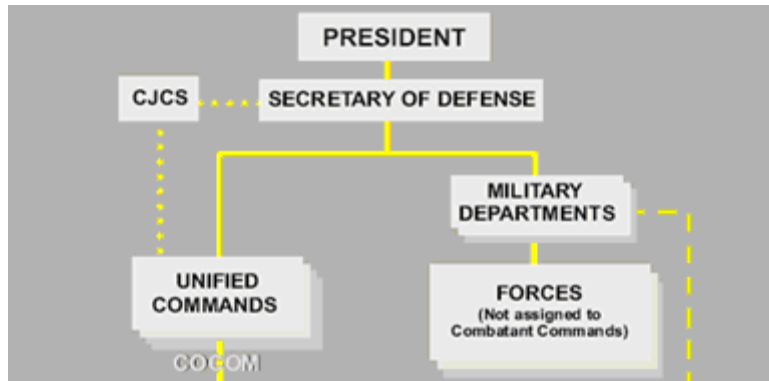 PRESIDENT
CJCS
SECRETARY OF DEFENSE
MILITARY
DEPARTMENTS
UNIFIED
COMMANDS
FORCES
(Not assigned to
Combatant Commands)
COCOM